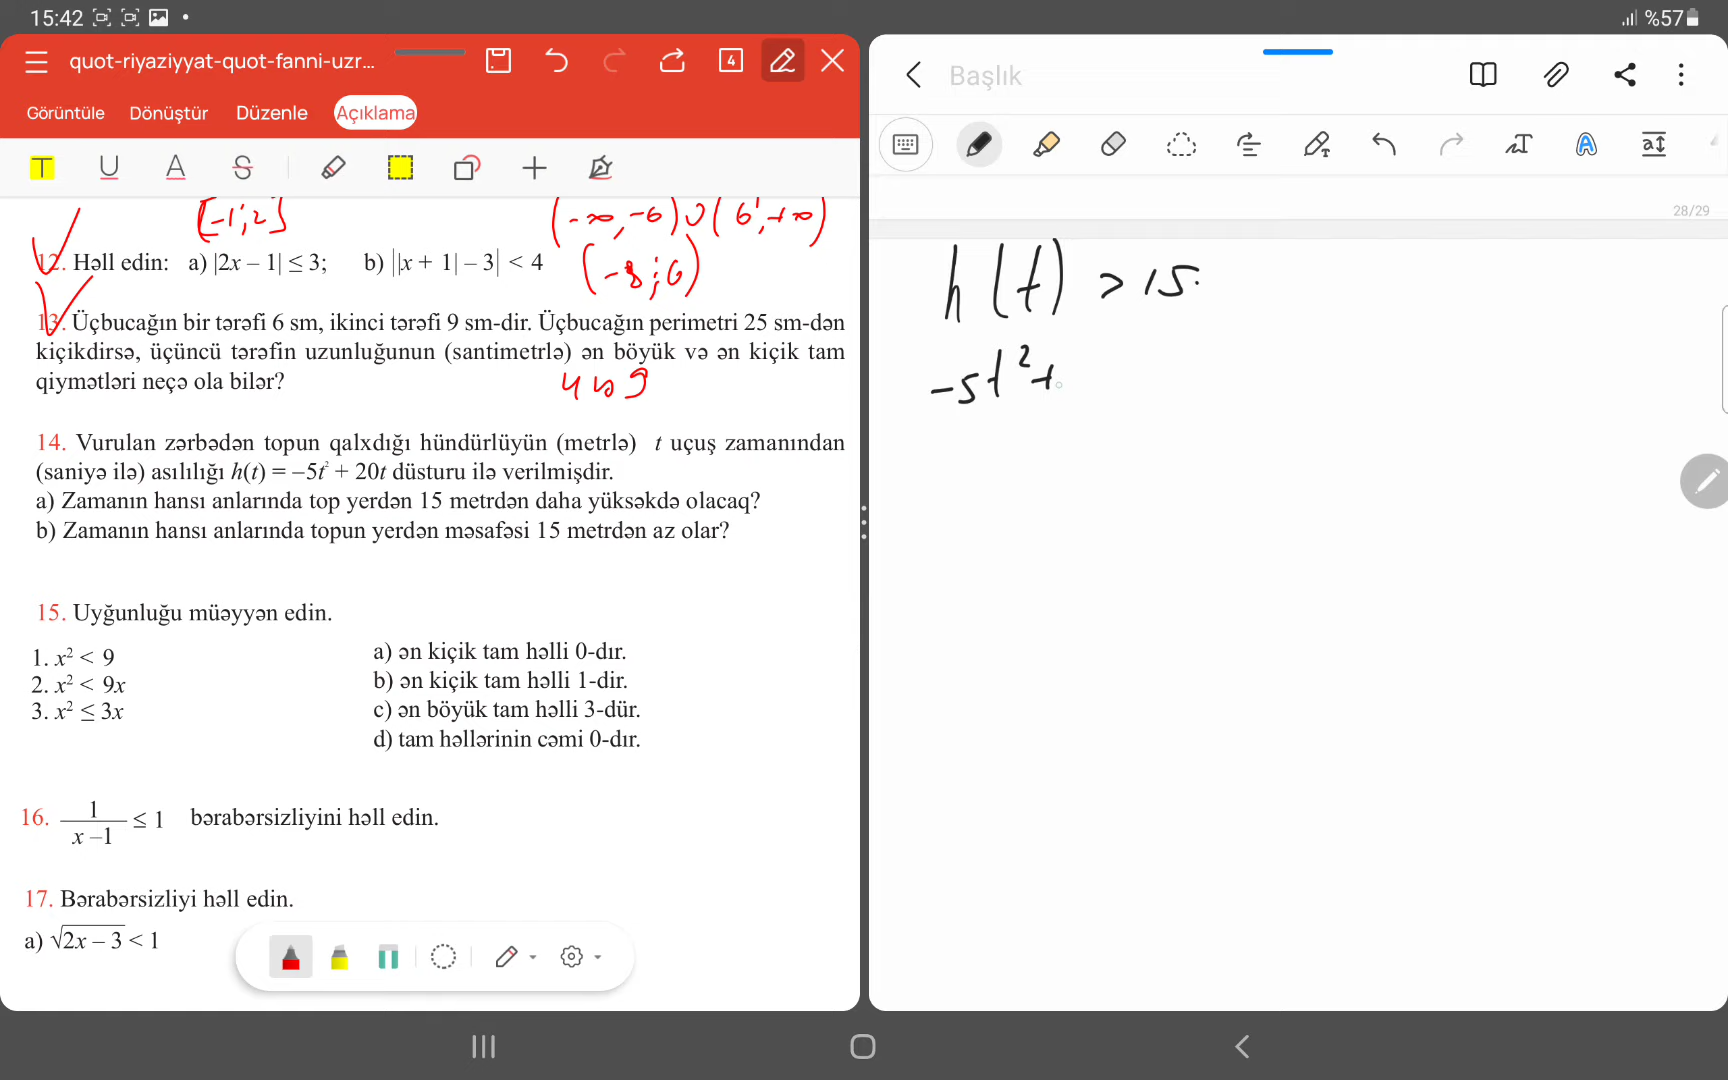 15:42
%57
quot-riyaziyyat-quot-fanni-uzr...
4
Görüntüle Dönüştür Düzenle Açıklama
T U A S
[-1;2] (-∞,-6)∪(6,+∞)
12. Həll edin: a) |2x – 1| ≤ 3; b) ||x + 1| – 3| < 4 (-8;6)
13. Üçbucağın bir tərəfi 6 sm, ikinci tərəfi 9 sm-dir. Üçbucağın perimetri 25 sm-dən
kiçikdirsə, üçüncü tərəfin uzunluğunun (santimetrlə) ən böyük və ən kiçik tam
qiymətləri neçə ola bilər?
14. Vurulan zərbədən topun qalxdığı hündürlüyün (metrlə) t uçuş zamanından
(saniyə ilə) asılılığı h(t) = –5t² + 20t düsturu ilə verilmişdir.
a) Zamanın hansı anlarında top yerdən 15 metrdən daha yüksəkdə olacaq?
b) Zamanın hansı anlarında topun yerdən məsafəsi 15 metrdən az olar?
15. Uyğunluğu müəyyən edin.
1. x² < 9
2. x² < 9x
3. x² ≤ 3x
a) ən kiçik tam həlli 0-dır.
b) ən kiçik tam həlli 1-dir.
c) ən böyük tam həlli 3-dür.
d) tam həllərinin cəmi 0-dır.
16. 1/(x –1) ≤ 1 bərabərsizliyini həll edin.
17. Bərabərsizliyi həll edin.
a) √2x – 3 < 1
Başlık
28/29
h(t) > 15.
-5t²+